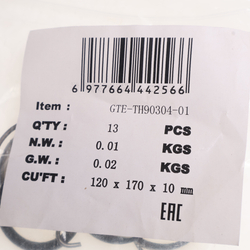 6 977664 442566
Item : GTE-TH90304-01
Q'TY : 13 PCS
N.W. : 0.01 KGS
G.W. : 0.02 KGS
CU'FT : 120 x 170 x 10
EAC